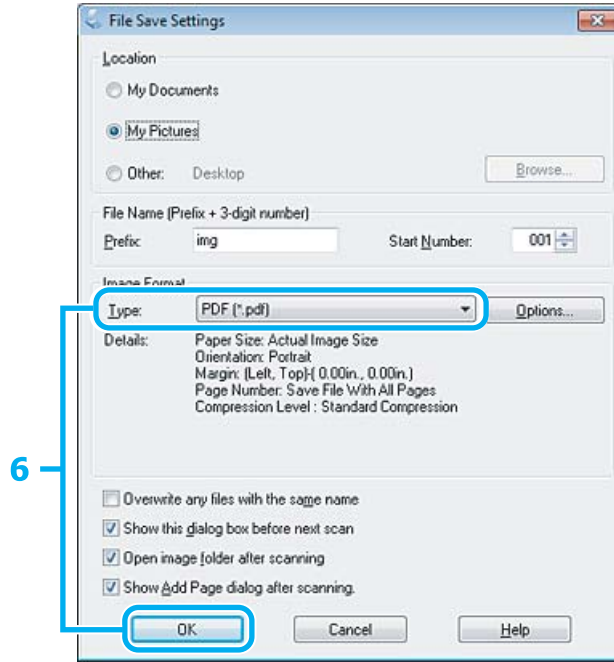 File Save Settings
Location
My Documents
My Pictures
Other: Desktop Browse...
File Name (Prefix + 3-digit number)
Prefix: img Start Number: 001
Image Format
Type: PDF (*.pdf) Options...
Details: Paper Size: Actual Image Size
Orientation: Portrait
Margin: (Left, Top)-( 0.00in., 0.00in.)
Page Number: Save File With All Pages
Compression Level : Standard Compression
6
Overwrite any files with the same name
Show this dialog box before next scan
Open image folder after scanning
Show Add Page dialog after scanning.
OK Cancel Help